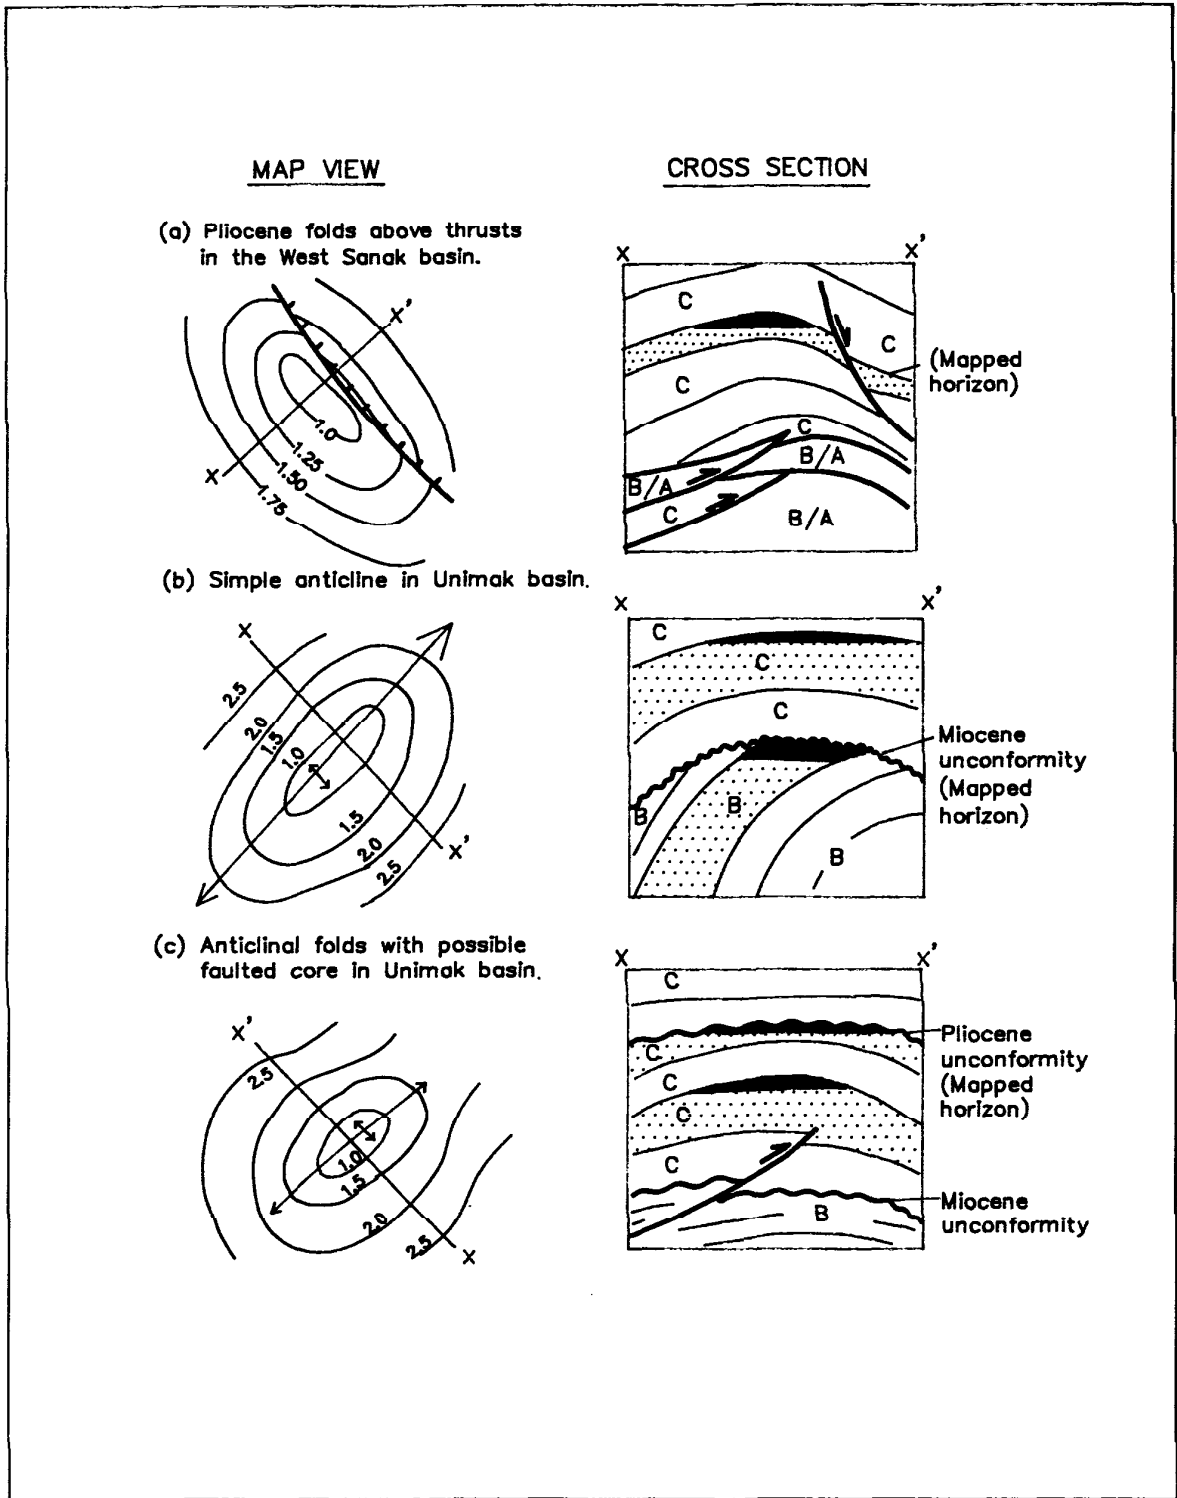 MAP VIEW
CROSS SECTION
(a) Pliocene folds above thrusts
in the West Sanak basin.
X'
X
1.0
1.25
1.50
1.75
X
X'
C
C
C
C
B/A
B/A
C
B/A
(Mapped
horizon)
(b) Simple anticline in Unimak basin.
X
X'
2.5
2.0
1.5
1.0
1.5
2.0
2.5
X
X'
C
C
C
B
B
B
Miocene
unconformity
(Mapped
horizon)
(c) Anticlinal folds with possible
faulted core in Unimak basin.
X'
X
2.5
1.0
1.5
2.0
2.5
X
X'
C
C
C
C
C
B
Pliocene
unconformity
(Mapped
horizon)
Miocene
unconformity